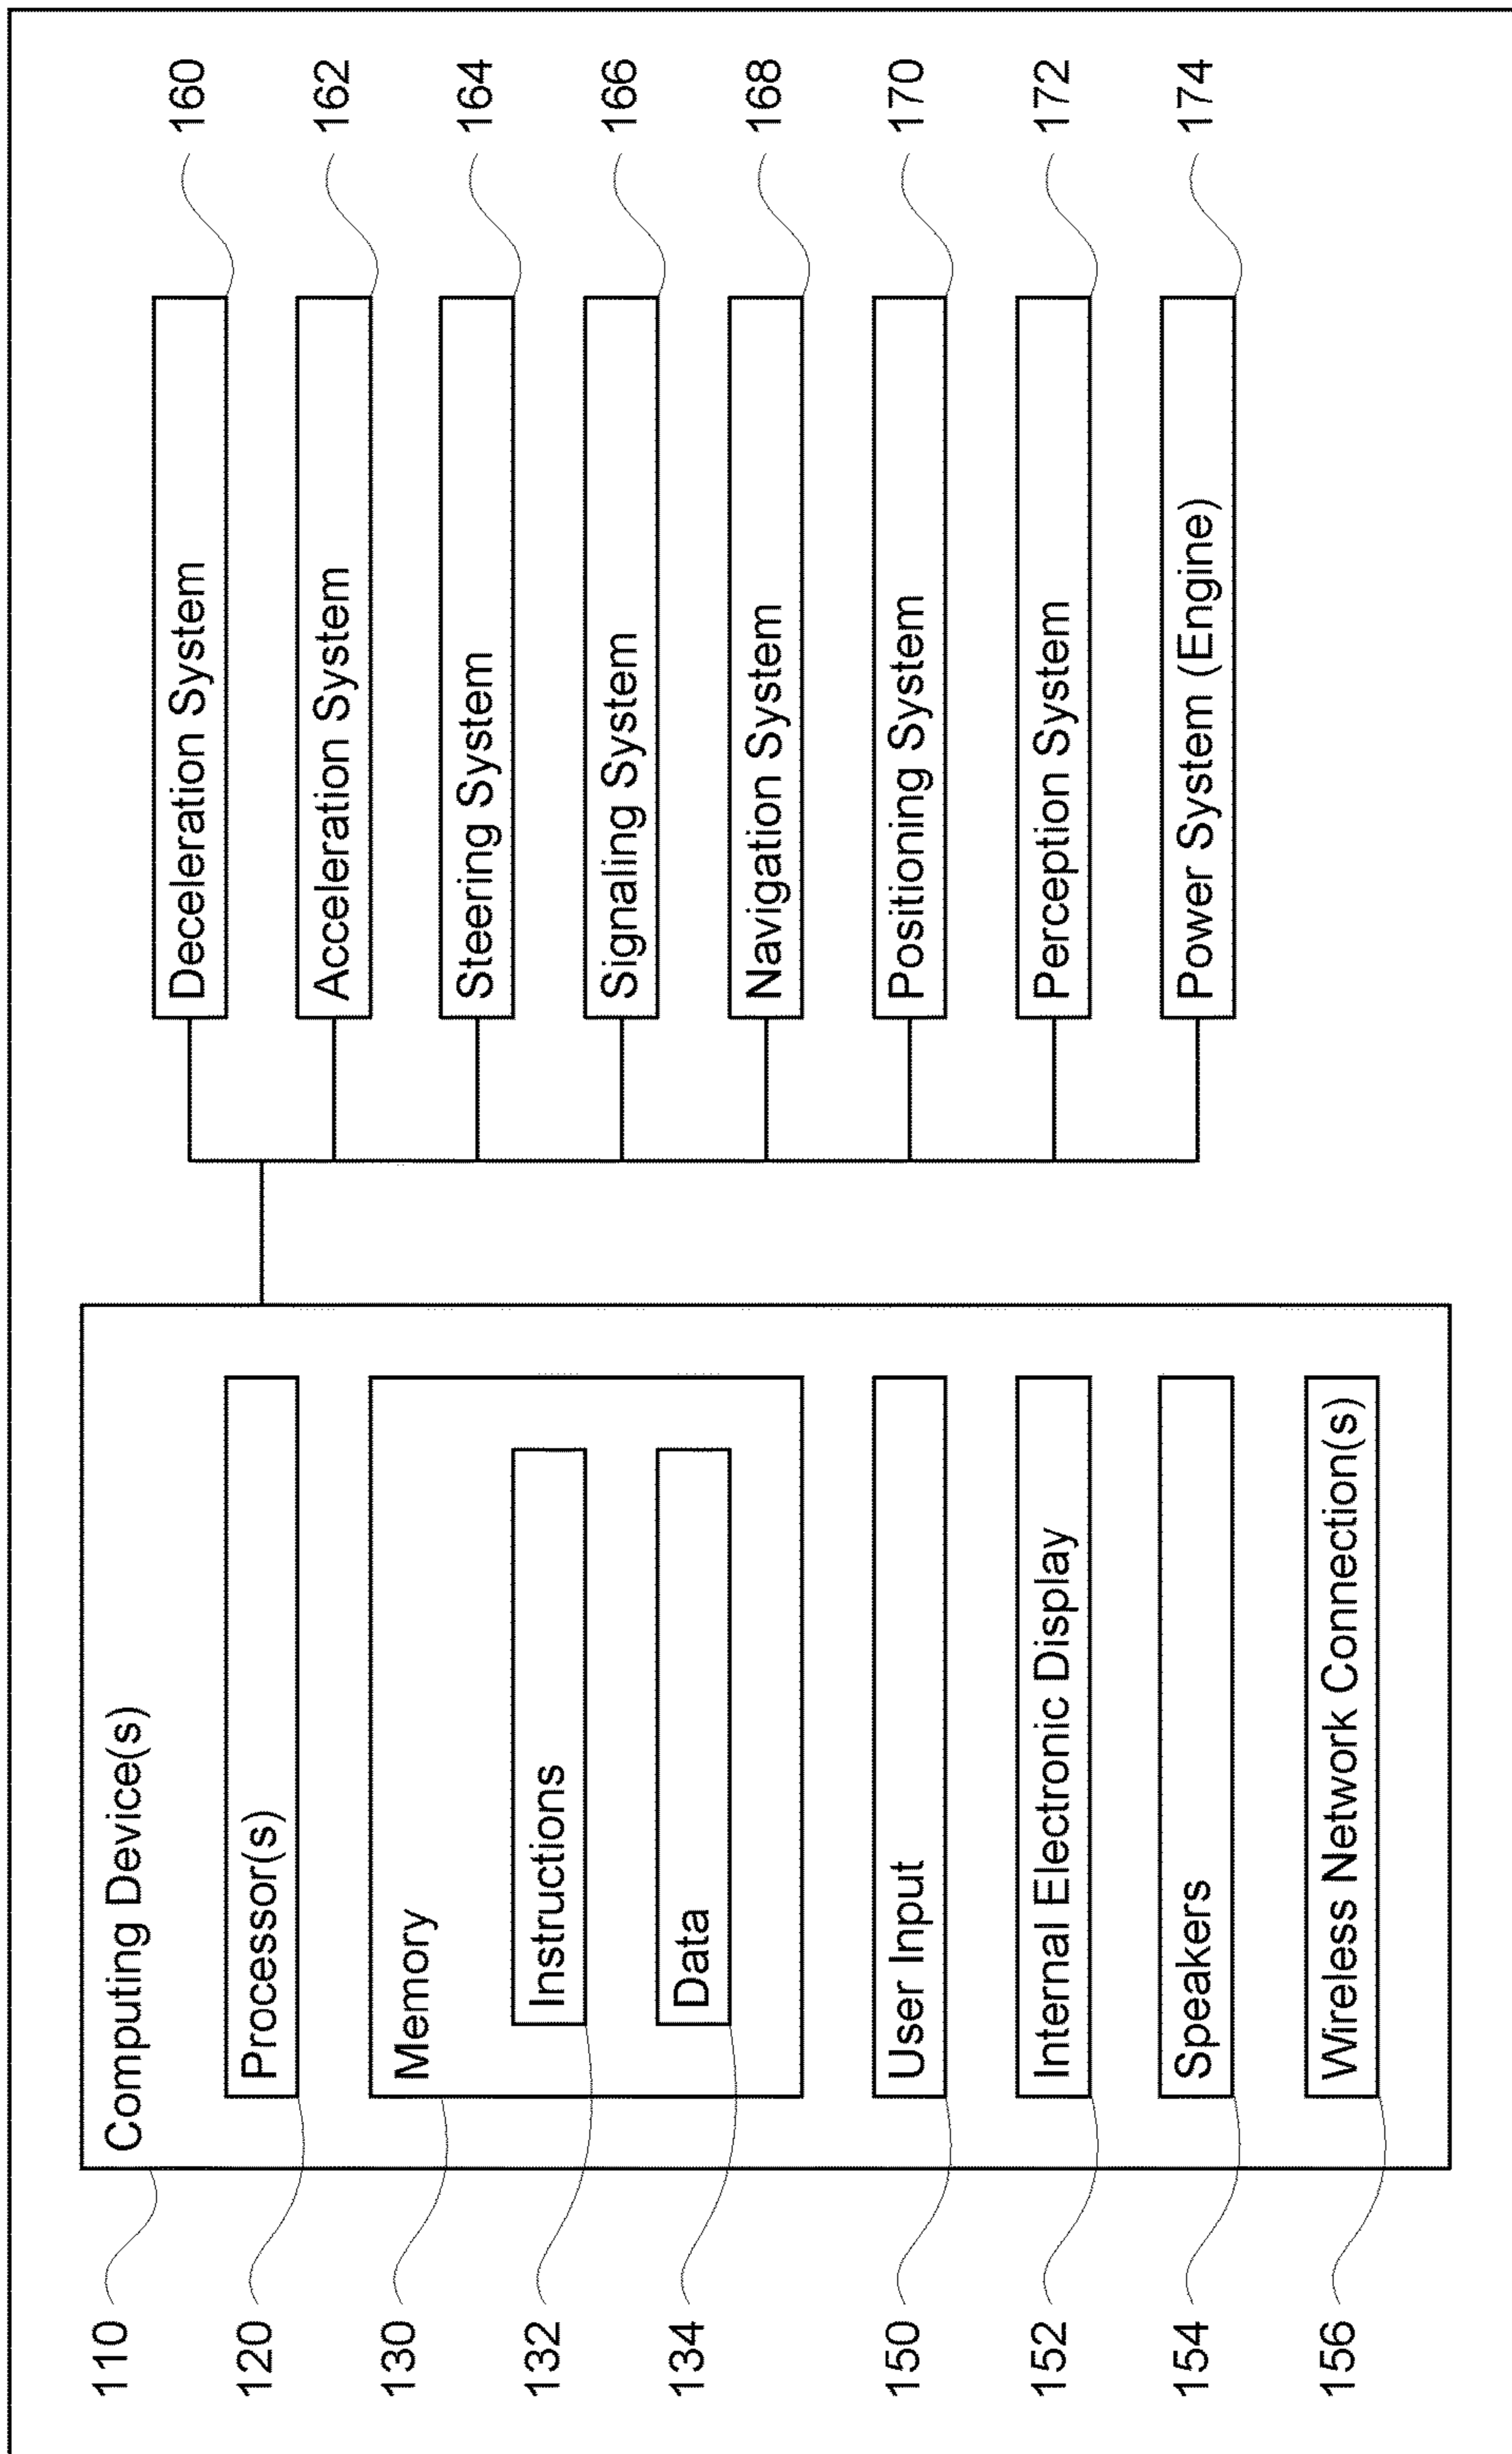 Computing Device(s)
110
Processor(s)
120
Memory
130
Instructions
132
Data
134
User Input
150
Internal Electronic Display
152
Speakers
154
Wireless Network Connection(s)
156
Deceleration System
160
Acceleration System
162
Steering System
164
Signaling System
166
Navigation System
168
Positioning System
170
Perception System
172
Power System (Engine)
174